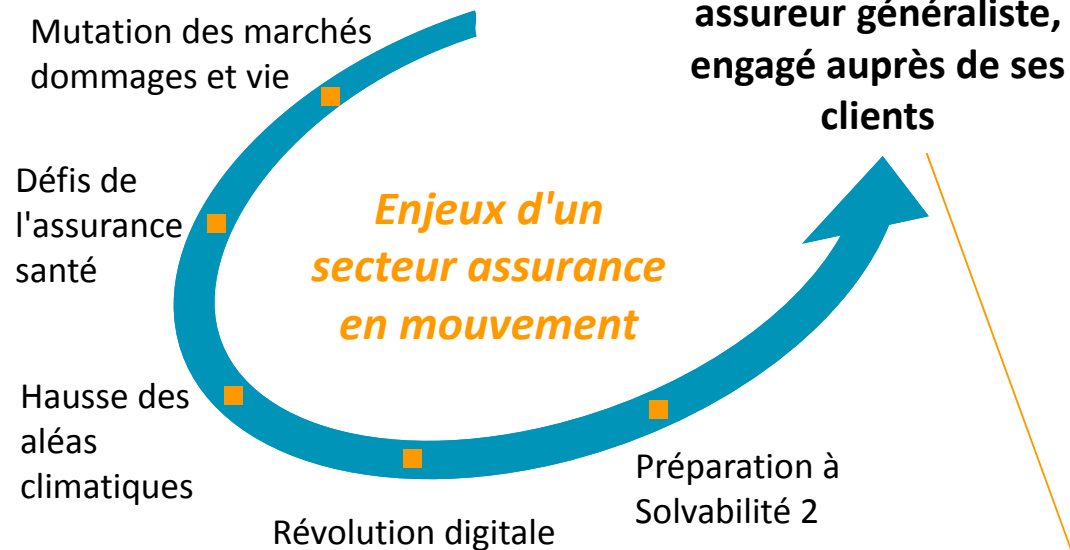 Mutation des marchés
dommages et vie
assureur généraliste,
engagé auprès de ses
clients
Défis de
l'assurance
santé
Enjeux d'un
secteur assurance
en mouvement
Hausse des
aléas
climatiques
Révolution digitale
Préparation à
Solvabilité 2